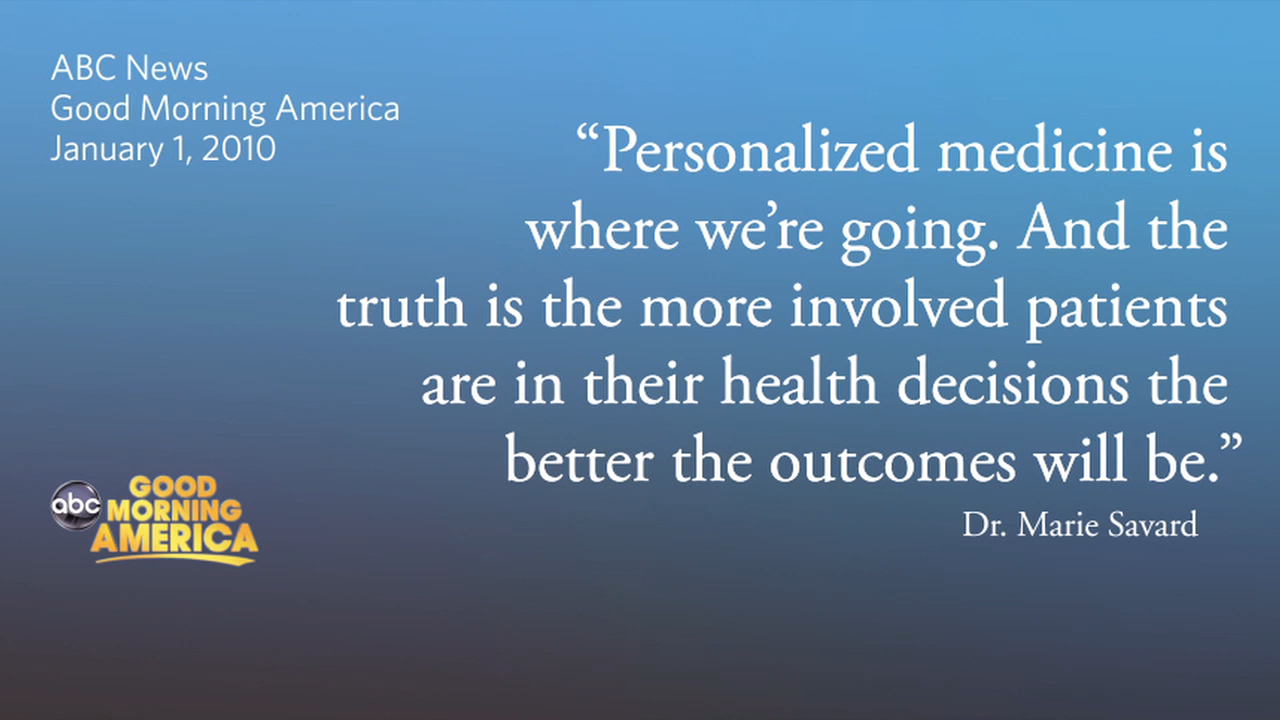 ABC News
Good Morning America
January 1, 2010
“Personalized medicine is
where we’re going. And the
truth is the more involved patients
are in their health decisions the
better the outcomes will be.”
Dr. Marie Savard
abc
GOOD
MORNING
AMERICA